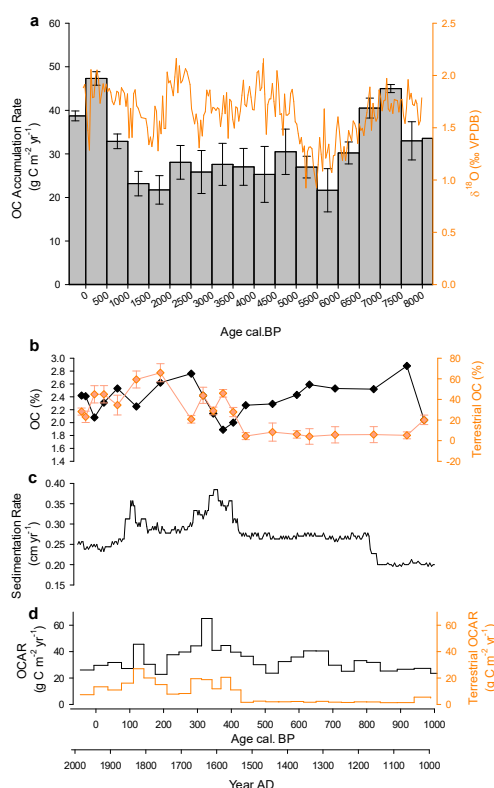 a
60
50
40
30
20
10
0
OC Accumulation Rate
(g C m⁻² yr⁻¹)
2.5
2.0
1.5
1.0
0.5
0.0
δ¹⁸O (‰ VPDB)
0 500 1000 1500 2000 2500 3000 3500 4000 4500 5000 5500 6000 6500 7000 7500 8000
Age cal.BP
b
3.0
2.8
2.6
2.4
2.2
2.0
1.8
1.6
1.4
OC (%)
80
60
40
20
0
-20
Terrestrial OC (%)
c
0.40
0.35
0.30
0.25
0.20
0.15
Sedimentation Rate
(cm yr⁻¹)
d
60
40
20
0
OCAR
(g C m⁻² yr⁻¹)
60
40
20
0
Terrestrial OCAR
g C m⁻² yr⁻¹)
0 100 200 300 400 500 600 700 800 900 1000
Age cal. BP
2000 1900 1800 1700 1600 1500 1400 1300 1200 1100 1000
Year AD